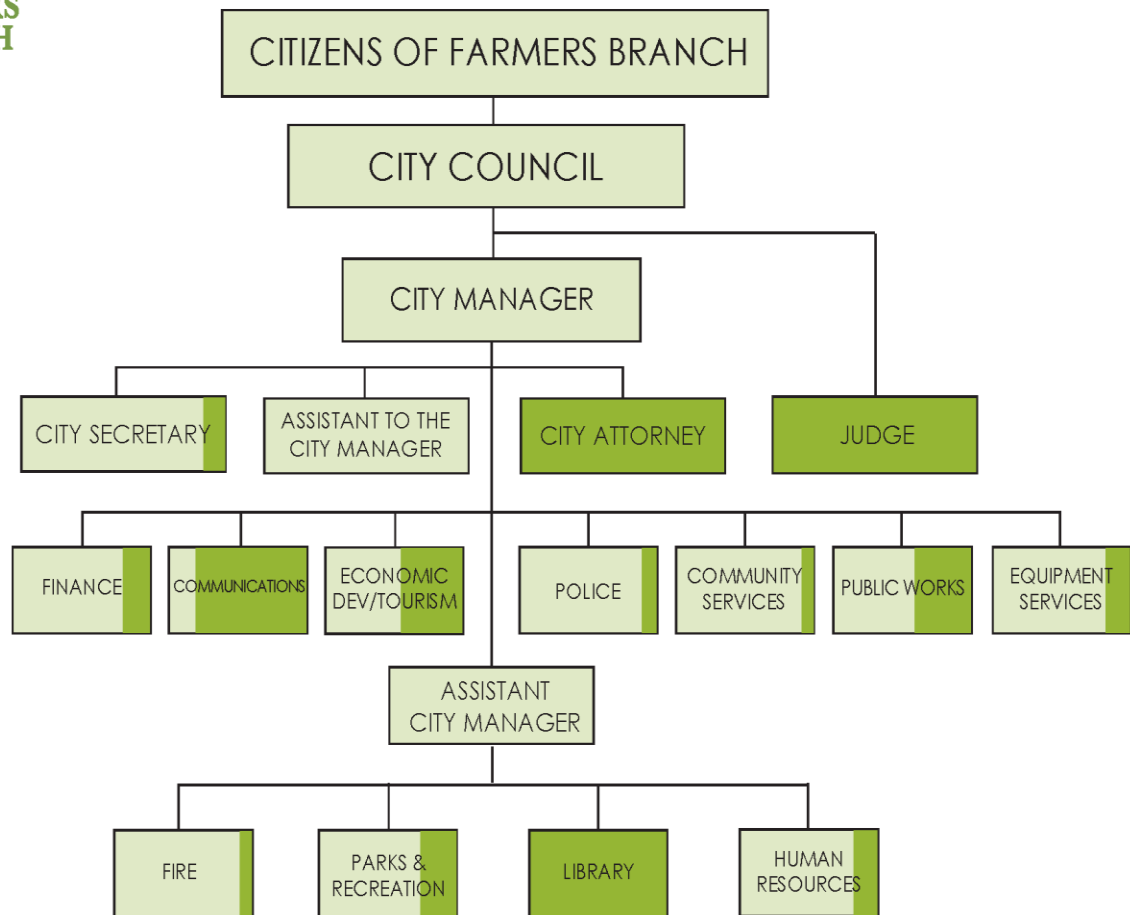 CITIZENS OF FARMERS BRANCH
CITY COUNCIL
CITY MANAGER
CITY SECRETARY
ASSISTANT TO THE
CITY MANAGER
CITY ATTORNEY
JUDGE
FINANCE
COMMUNICATIONS
ECONOMIC
DEV/TOURISM
POLICE
COMMUNITY
SERVICES
PUBLIC WORKS
EQUIPMENT
SERVICES
ASSISTANT
CITY MANAGER
FIRE
PARKS &
RECREATION
LIBRARY
HUMAN
RESOURCES